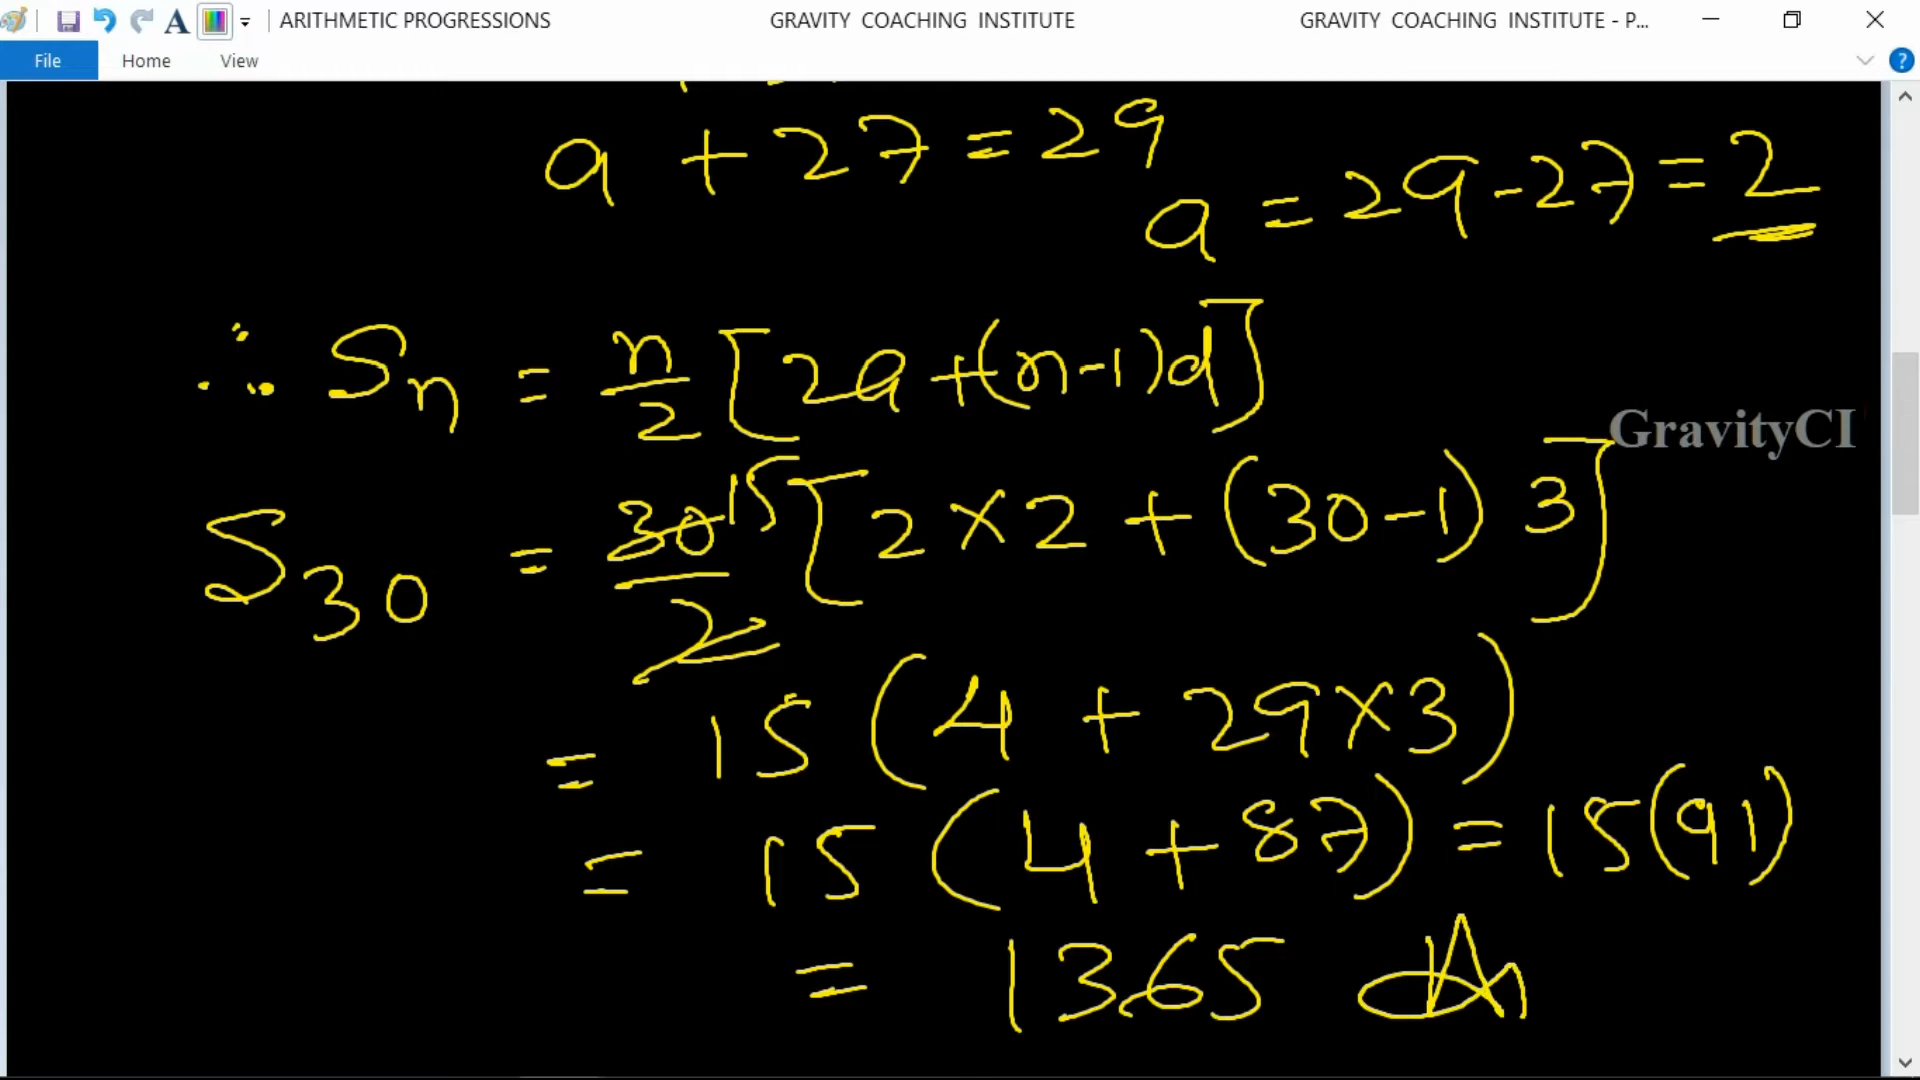 ARITHMETIC PROGRESSIONS GRAVITY COACHING INSTITUTE GRAVITY COACHING INSTITUTE - P...
File Home View
a + 27 = 29
a = 29 - 27 = 2
∴ Sn = n/2 [2a + (n-1)d]
GravityCI
S30 = 30/2 15 [2 × 2 + (30-1) 3]
= 15 (4 + 29×3)
= 15 (4 + 87) = 15(91)
= 1365 An